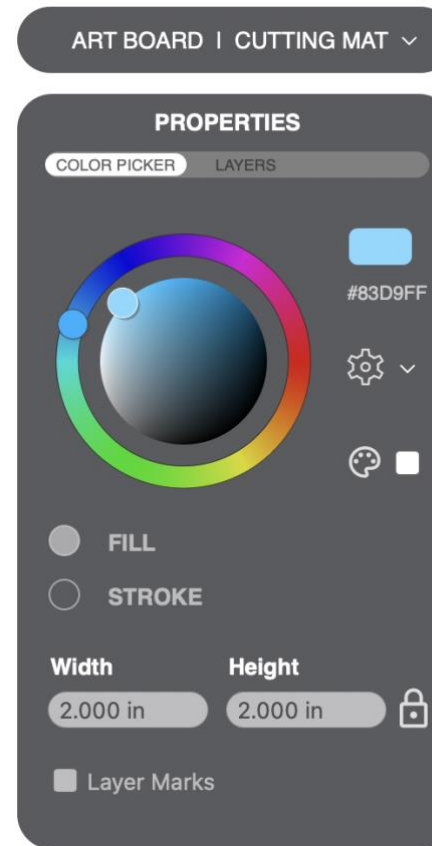 ART BOARD | CUTTING MAT
PROPERTIES
COLOR PICKER LAYERS
#83D9FF
FILL
STROKE
Width Height
2.000 in 2.000 in
Layer Marks